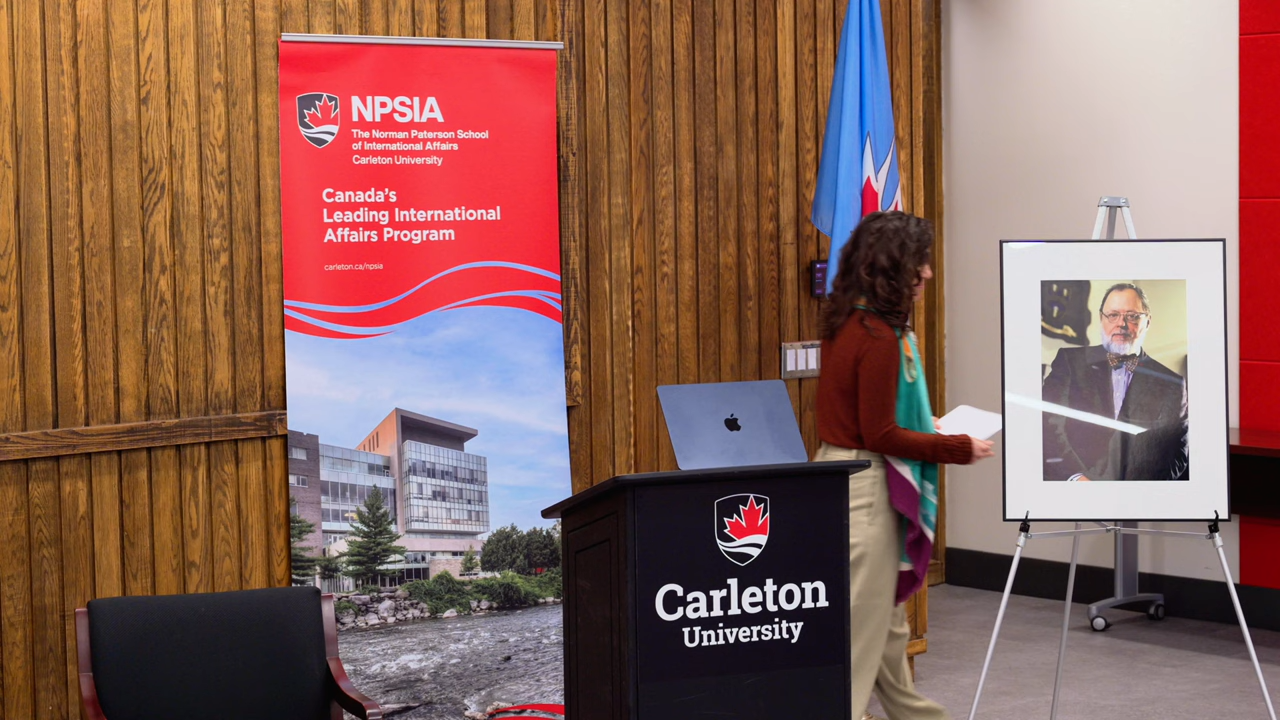 NPSIA
The Norman Paterson School
of International Affairs
Carleton University
Canada's
Leading International
Affairs Program
carleton.ca/npsia
Carleton
University